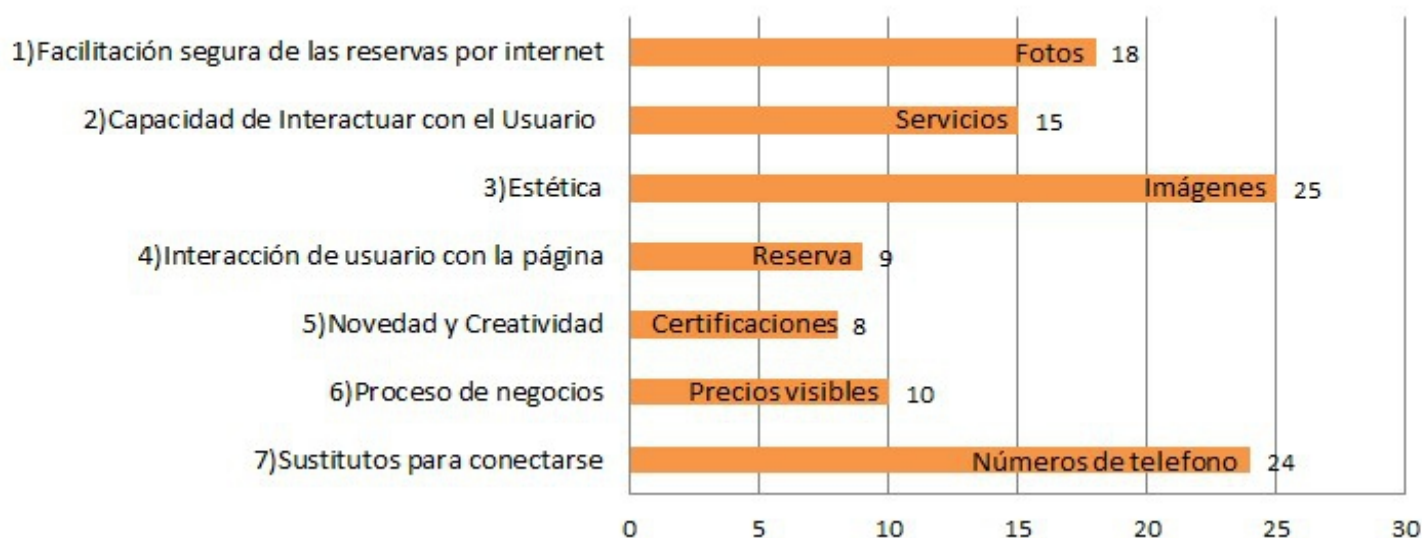 1)Facilitación segura de las reservas por internet Fotos 18
2)Capacidad de Interactuar con el Usuario Servicios 15
3)Estética Imágenes 25
4)Interacción de usuario con la página Reserva 9
5)Novedad y Creatividad Certificaciones 8
6)Proceso de negocios Precios visibles 10
7)Sustitutos para conectarse Números de telefono 24
0 5 10 15 20 25 30